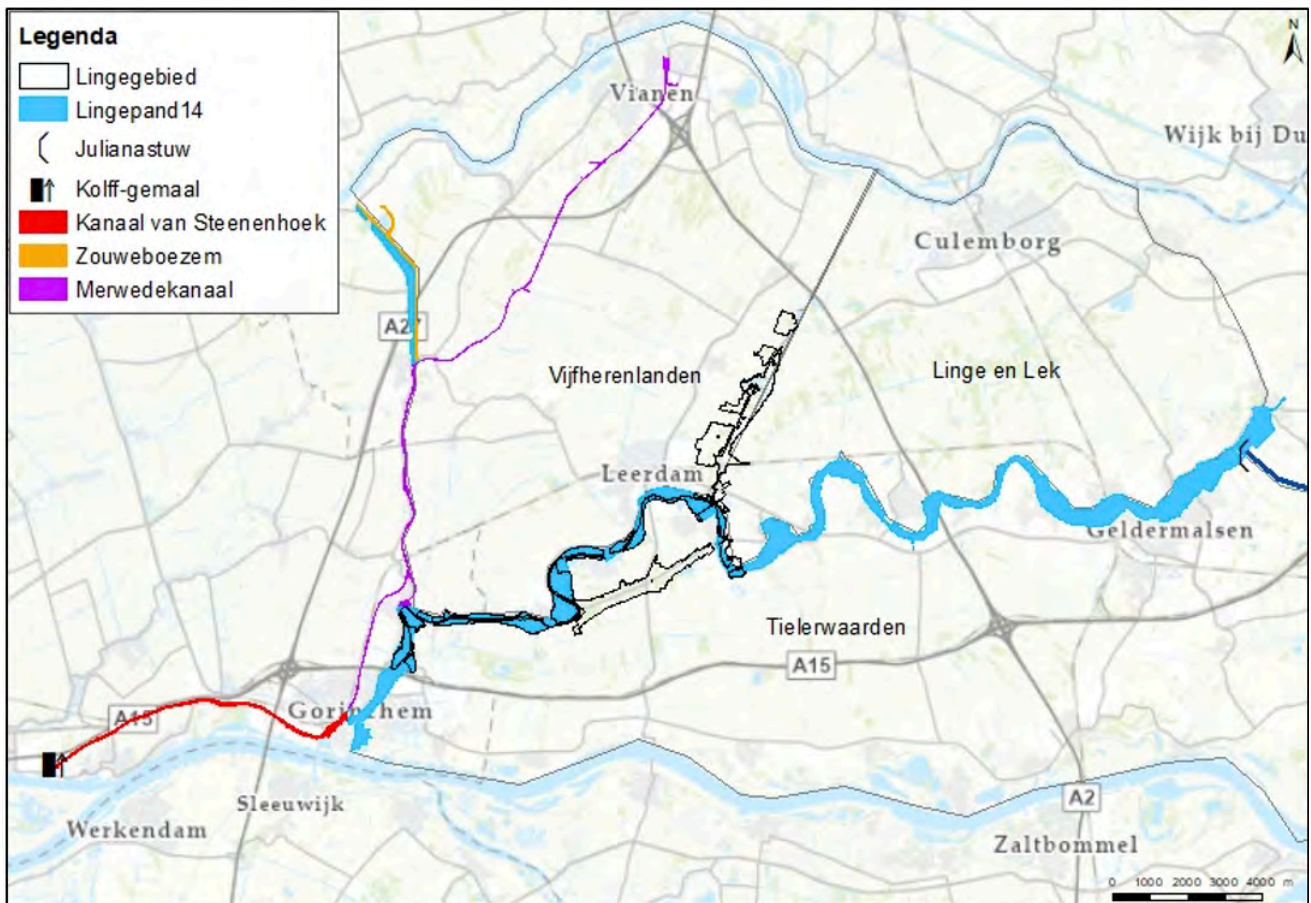 Legenda
Lingegebied
Lingepand14
Julianastuw
Kolff-gemaal
Kanaal van Steenenhoek
Zouweboezem
Merwedekanaal
N
Vianen
Wijk bij Du
Culemborg
A27
Vijfherenlanden
Linge en Lek
Leerdam
Geldermalsen
Tielerwaarden
A15
Gorinchem
A15
Sleeuwijk
A2
Werkendam
Zaltbommel
0 1000 2000 3000 4000 m